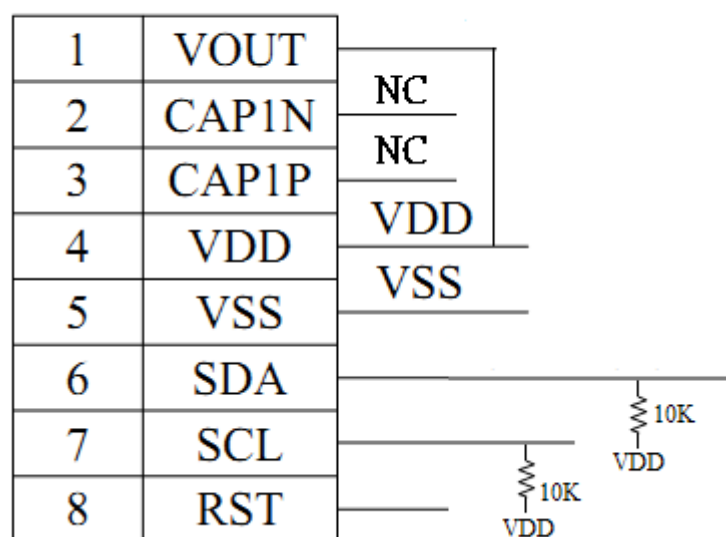 1 VOUT
NC
2 CAP1N
NC
3 CAP1P
VDD
4 VDD
VSS
5 VSS
6 SDA
10K
7 SCL
VDD
10K
8 RST
VDD